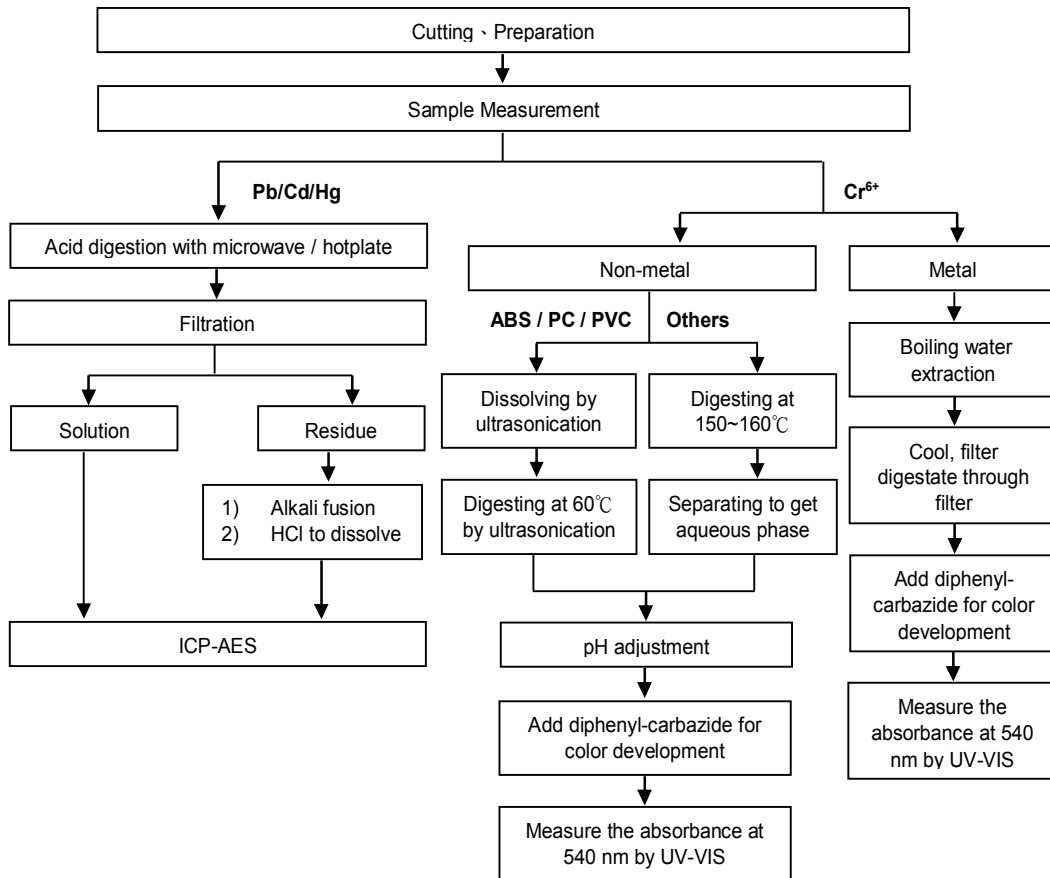 Cutting、Preparation
Sample Measurement
Pb/Cd/Hg
Cr⁶⁺
Acid digestion with microwave / hotplate
Filtration
Solution
Residue
1) Alkali fusion
2) HCl to dissolve
ICP-AES
Non-metal
ABS / PC / PVC
Others
Dissolving by
ultrasonication
Digesting at
150~160℃
Digesting at 60℃
by ultrasonication
Separating to get
aqueous phase
pH adjustment
Add diphenyl-carbazide for
color development
Measure the absorbance at
540 nm by UV-VIS
Metal
Boiling water
extraction
Cool, filter
digestate through
filter
Add diphenyl-
carbazide for color
development
Measure the
absorbance at 540
nm by UV-VIS